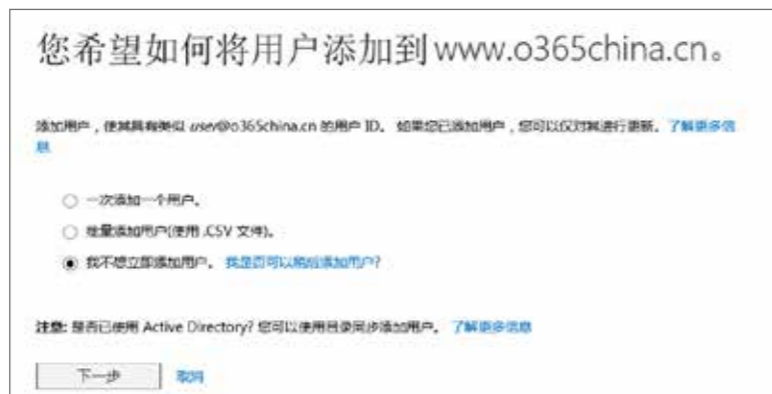 您希望如何将用户添加到www.o365china.cn。
添加用户，使其具有类似 user@o365china.cn 的用户 ID。 如果您已添加用户，您可以仅对其进行更新。了解更多信
息
一次添加一个用户。
批量添加用户(使用 .CSV 文件)。
我不想立即添加用户。 我是否可以稍后添加用户?
注意: 是否已使用 Active Directory? 您可以使用目录同步添加用户。 了解更多信息
下一步 取消